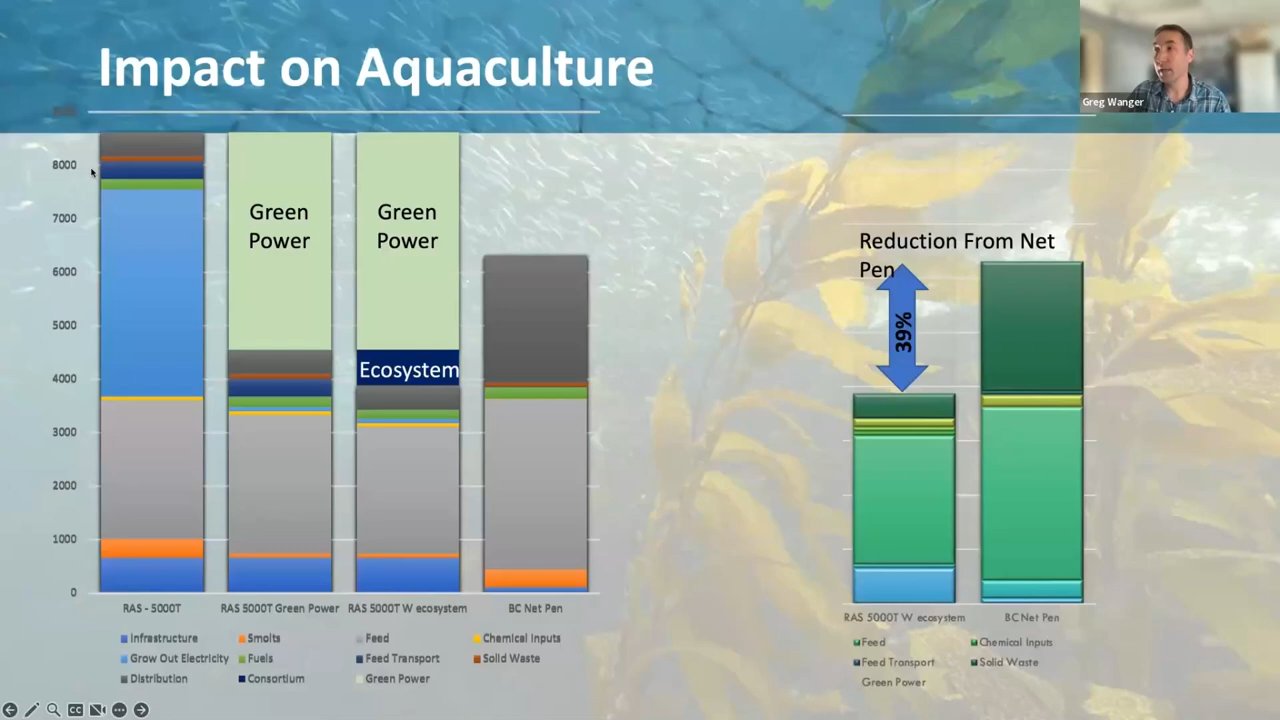 Impact on Aquaculture
Greg Wanger
8000
7000
6000
5000
4000
3000
2000
1000
0
Green
Power
Green
Power
Ecosystem
RAS - 5000T
RAS 5000T Green Power
RAS 5000T W ecosystem
BC Net Pen
Infrastructure
Smolts
Feed
Chemical Inputs
Grow Out Electricity
Fuels
Feed Transport
Solid Waste
Distribution
Consortium
Green Power
Reduction From Net
Pen
39%
RAS 5000T W ecosystem
BC Net Pen
Feed
Chemical Inputs
Feed Transport
Solid Waste
Green Power
CC